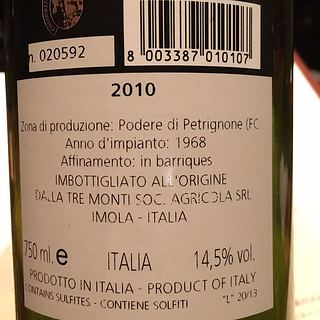 n. 020592
8 003387 010107
2010
Zona di produzione: Podere di Petrignone (FC
Anno d'impianto: 1968
Affinamento: in barriques
IMBOTTIGLIATO ALL'ORIGINE
DALLA TRE MONTI SOC. AGRICOLA SRL
IMOLA - ITALIA
750 ml. e ITALIA 14,5% vol.
PRODOTTO IN ITALIA - PRODUCT OF ITALY
CONTAINS SULFITES - CONTIENE SOLFITI "L" 20/13